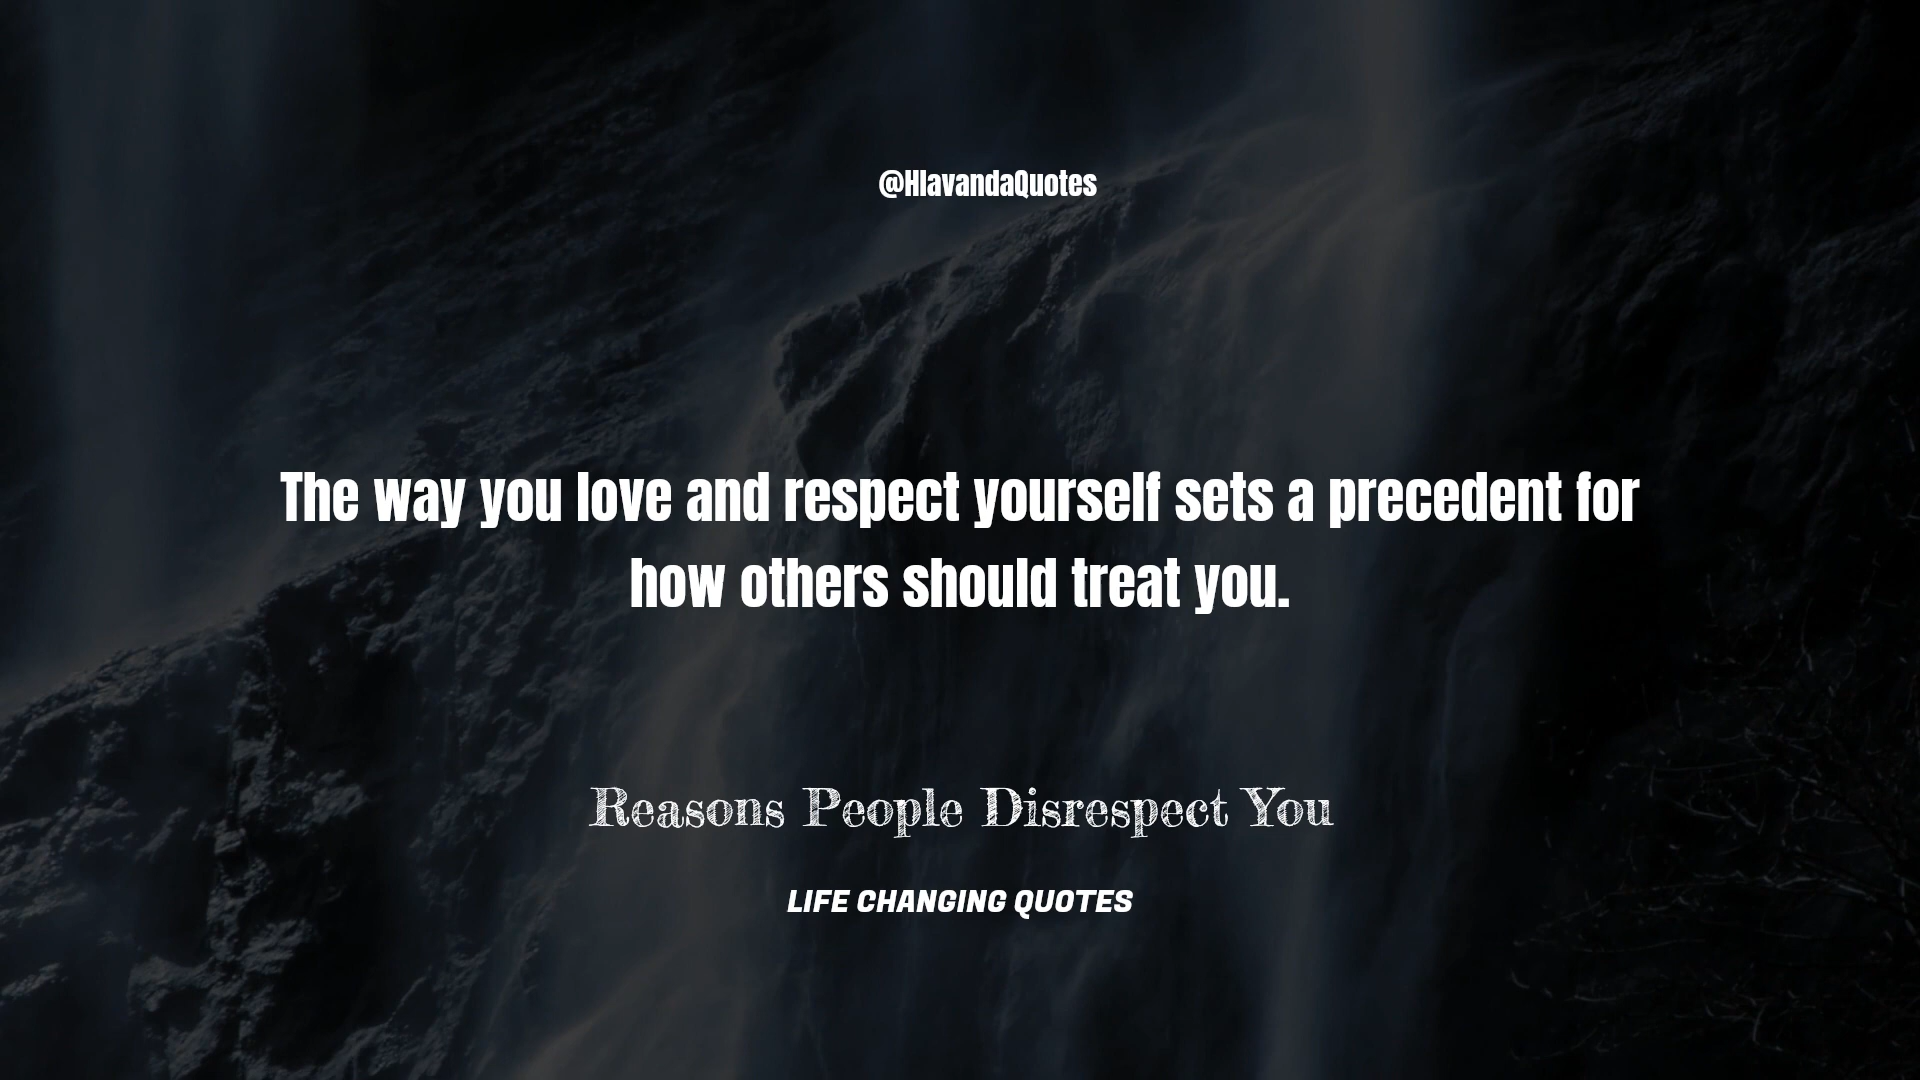 @HlavandaQuotes
The way you love and respect yourself sets a precedent for
how others should treat you.
Reasons People Disrespect You
LIFE CHANGING QUOTES